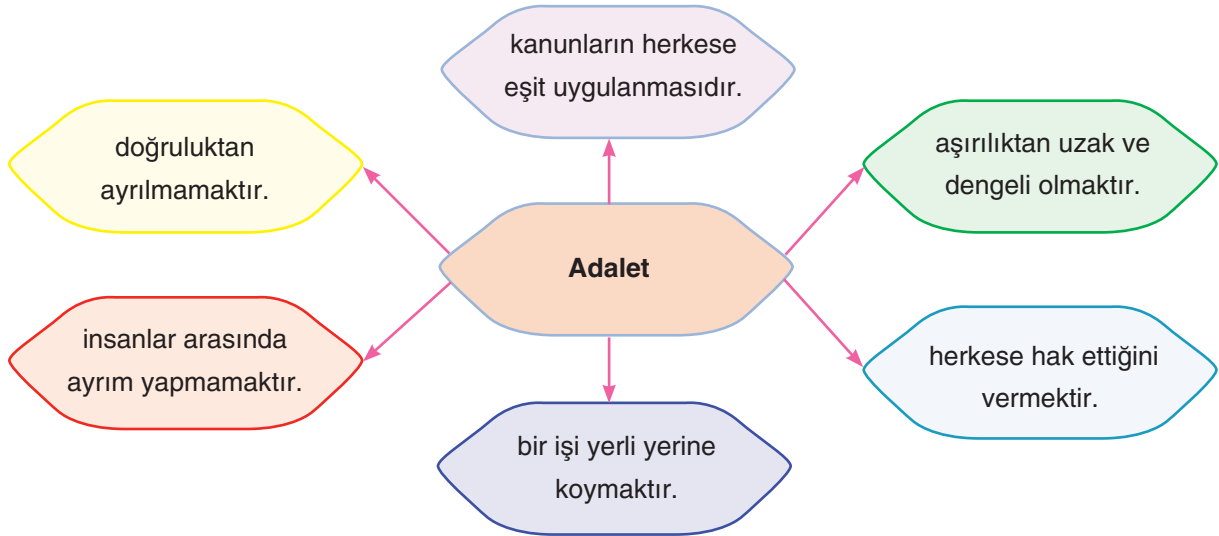 kanunların herkese
eşit uygulanmasıdır.
doğruluktan
ayrılmamaktır.
aşırılıktan uzak ve
dengeli olmaktır.
Adalet
insanlar arasında
ayrım yapmamaktır.
herkese hak ettiğini
vermektir.
bir işi yerli yerine
koymaktır.